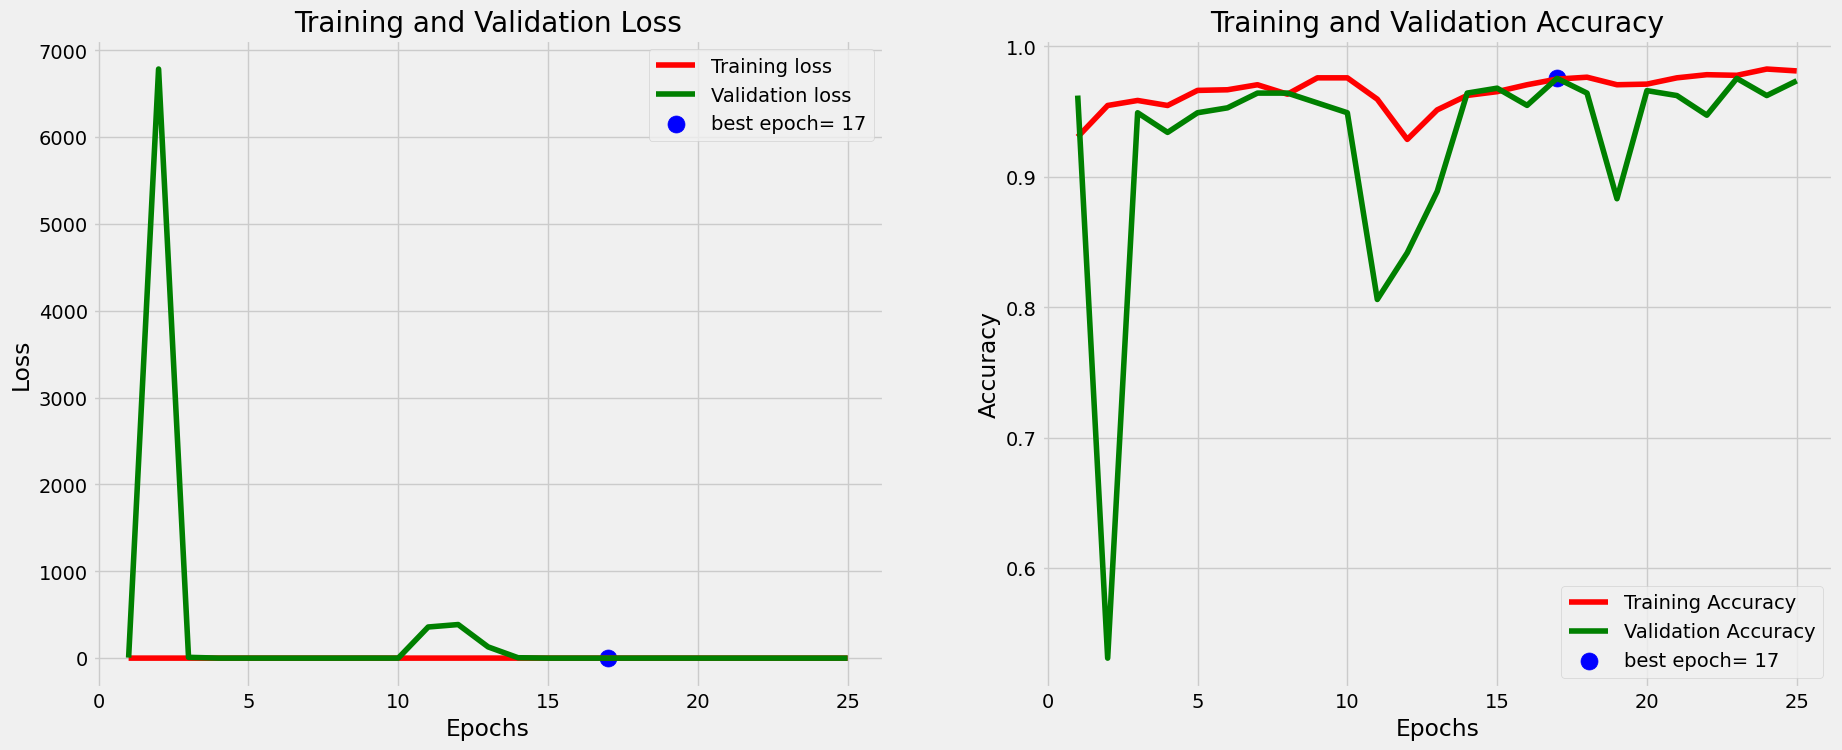 Training and Validation Loss
7000
6000
5000
4000
3000
2000
1000
0
Loss
Training loss
Validation loss
best epoch= 17
0
5
10
15
20
25
Epochs
Training and Validation Accuracy
1.0
0.9
0.8
0.7
0.6
Accuracy
Training Accuracy
Validation Accuracy
best epoch= 17
0
5
10
15
20
25
Epochs